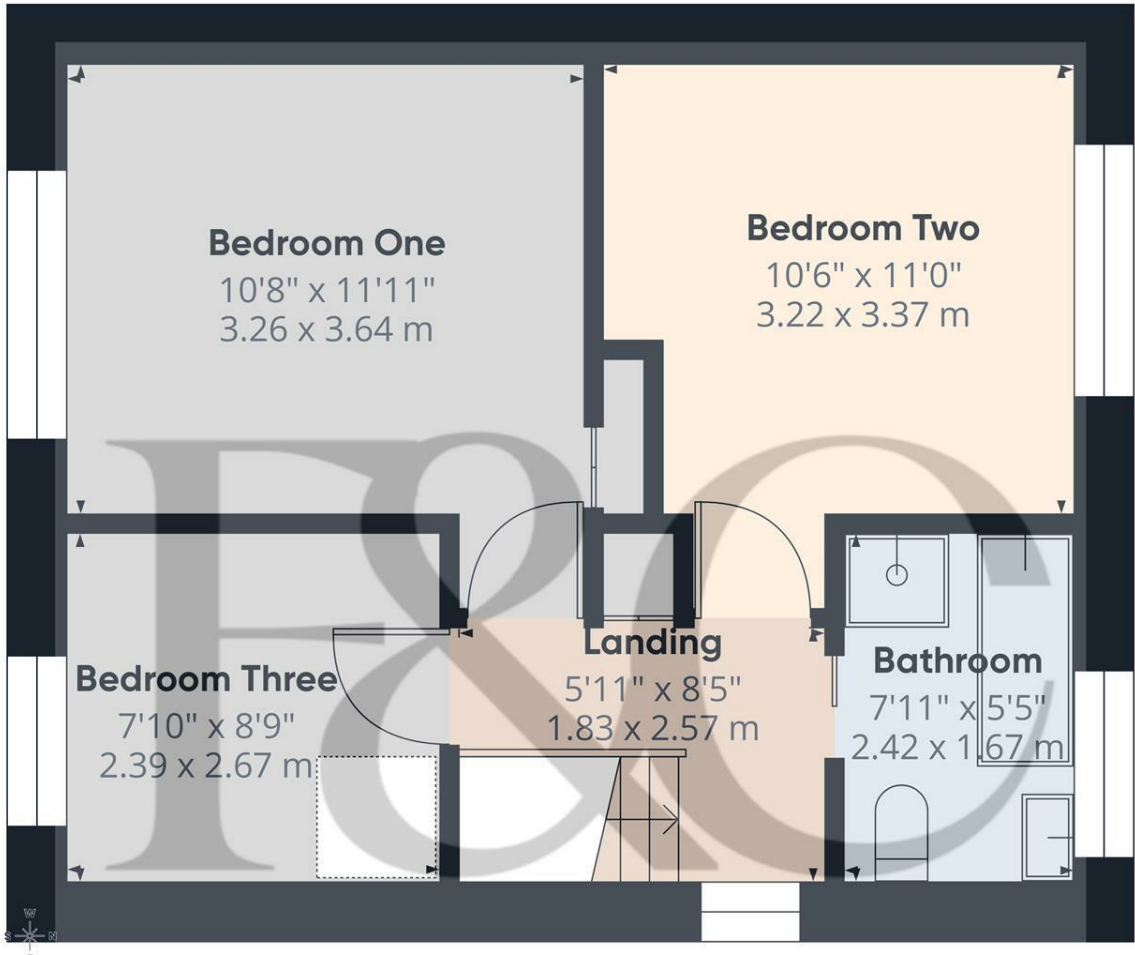 Bedroom One
10'8" x 11'11"
3.26 x 3.64 m
Bedroom Two
10'6" x 11'0"
3.22 x 3.37 m
Landing
5'11" x 8'5"
1.83 x 2.57 m
Bedroom Three
7'10" x 8'9"
2.39 x 2.67 m
Bathroom
7'11" x 5'5"
2.42 x 1.67 m
F&C
W
S N